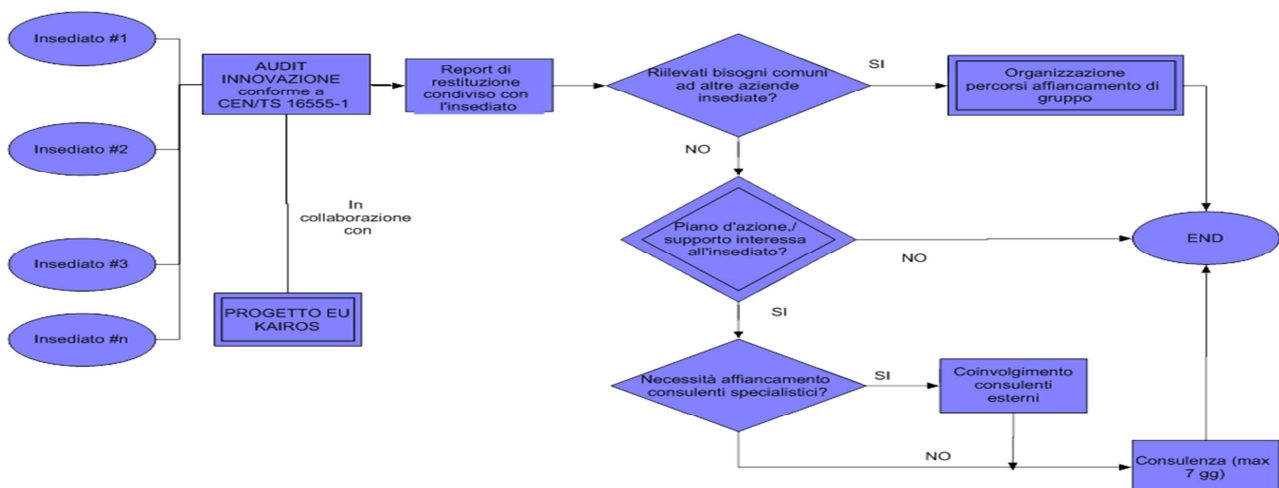 Insediato #1
Insediato #2
Insediato #3
Insediato #n
AUDIT
INNOVAZIONE
conforme a
CEN/TS 16555-1
In
collaborazione
con
PROGETTO EU
KAIROS
Report di
restituzione
condiviso con
l'insediato
Riilevati bisogni comuni
ad altre aziende
insediate?
SI
Organizzazione
percorsi affiancamento di
gruppo
NO
Piano d'azione,/
supporto interessa
all'insediato?
NO
END
SI
Necessità affiancamento
consulenti specialistici?
SI
Coinvolgimento
consulenti
esterni
NO
Consulenza (max
7 gg)